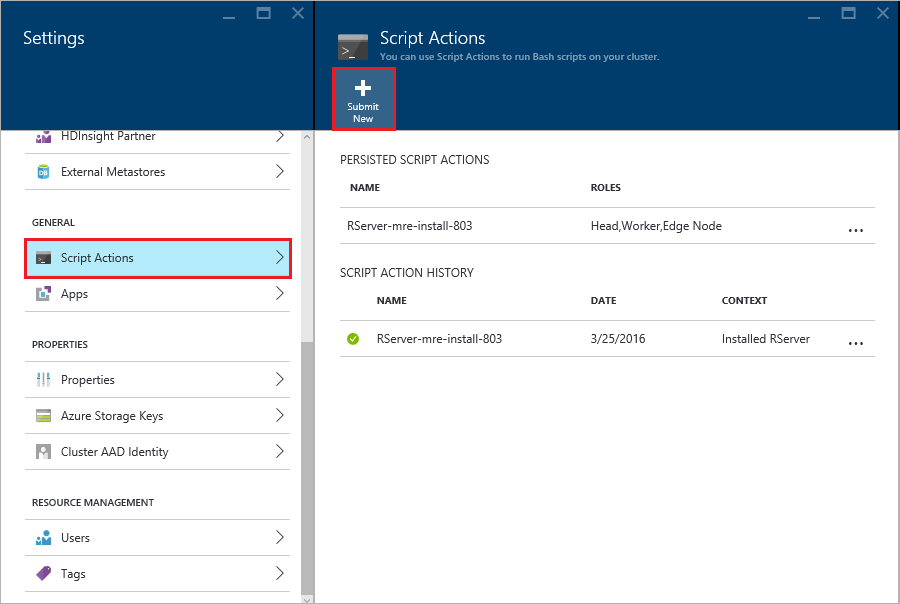 Settings
HDInsight Partner
External Metastores
GENERAL
Script Actions
Apps
PROPERTIES
Properties
Azure Storage Keys
Cluster AAD Identity
RESOURCE MANAGEMENT
Users
Tags
Script Actions
You can use Script Actions to run Bash scripts on your cluster.
Submit
New
PERSISTED SCRIPT ACTIONS
NAME ROLES
RServer-mre-install-803 Head,Worker,Edge Node ...
SCRIPT ACTION HISTORY
NAME DATE CONTEXT
RServer-mre-install-803 3/25/2016 Installed RServer ...